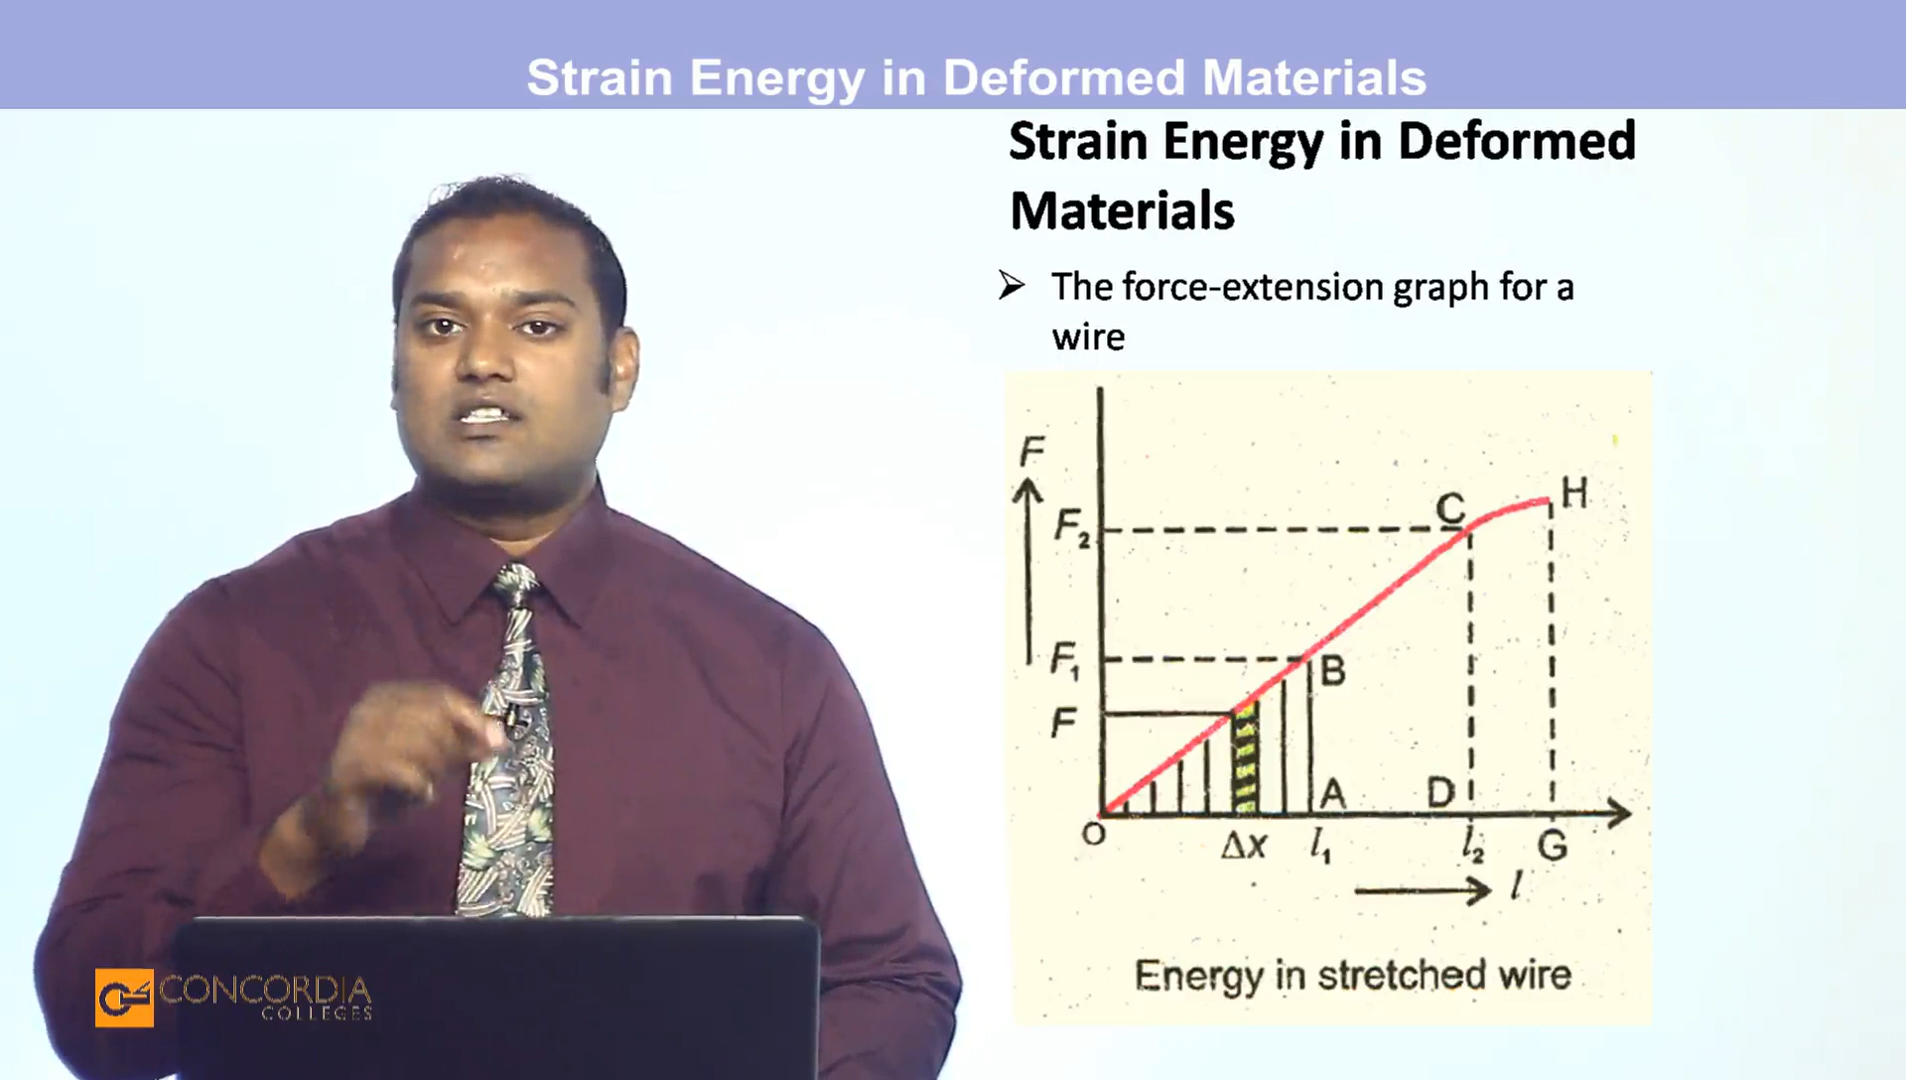 Strain Energy in Deformed Materials
Strain Energy in Deformed
Materials
➢ The force-extension graph for a
wire
F
C
H
F₂
F₁
B
F
A
D
O
Δx
l₁
l₂
G
l
Energy in stretched wire
CONCORDIA
COLLEGES